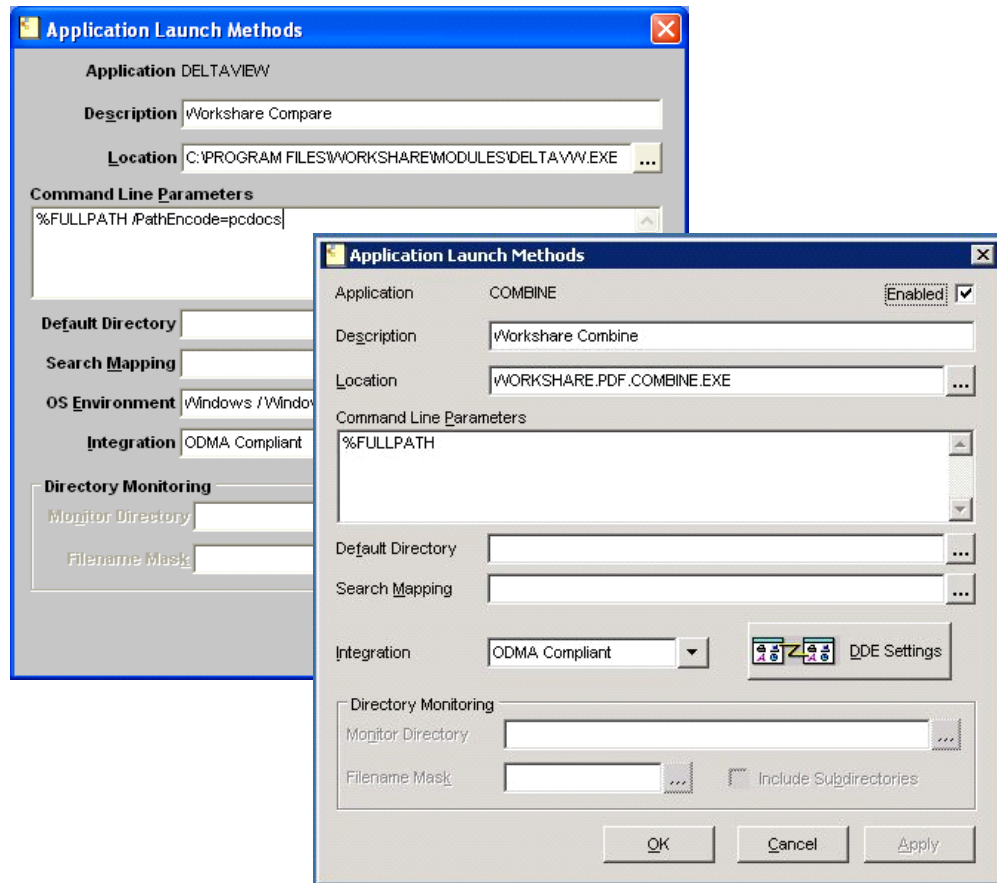 Application Launch Methods
Application DELTAVIEW
Description Workshare Compare
Location C:\PROGRAM FILES\WORKSHARE\MODULES\DELTAVW.EXE ...
Command Line Parameters
%FULLPATH /PathEncode=pcdocs
Default Directory
Search Mapping
OS Environment Windows /
Integration ODMA Compliant
Directory Monitoring
Monitor Directory
Filename Mask
Application Launch Methods
Application COMBINE Enabled
Description Workshare Combine
Location WORKSHARE.PDF.COMBINE.EXE ...
Command Line Parameters
%FULLPATH
Default Directory ...
Search Mapping ...
Integration ODMA Compliant DDE Settings
Directory Monitoring
Monitor Directory ...
Filename Mask ... Include Subdirectories
OK Cancel Apply